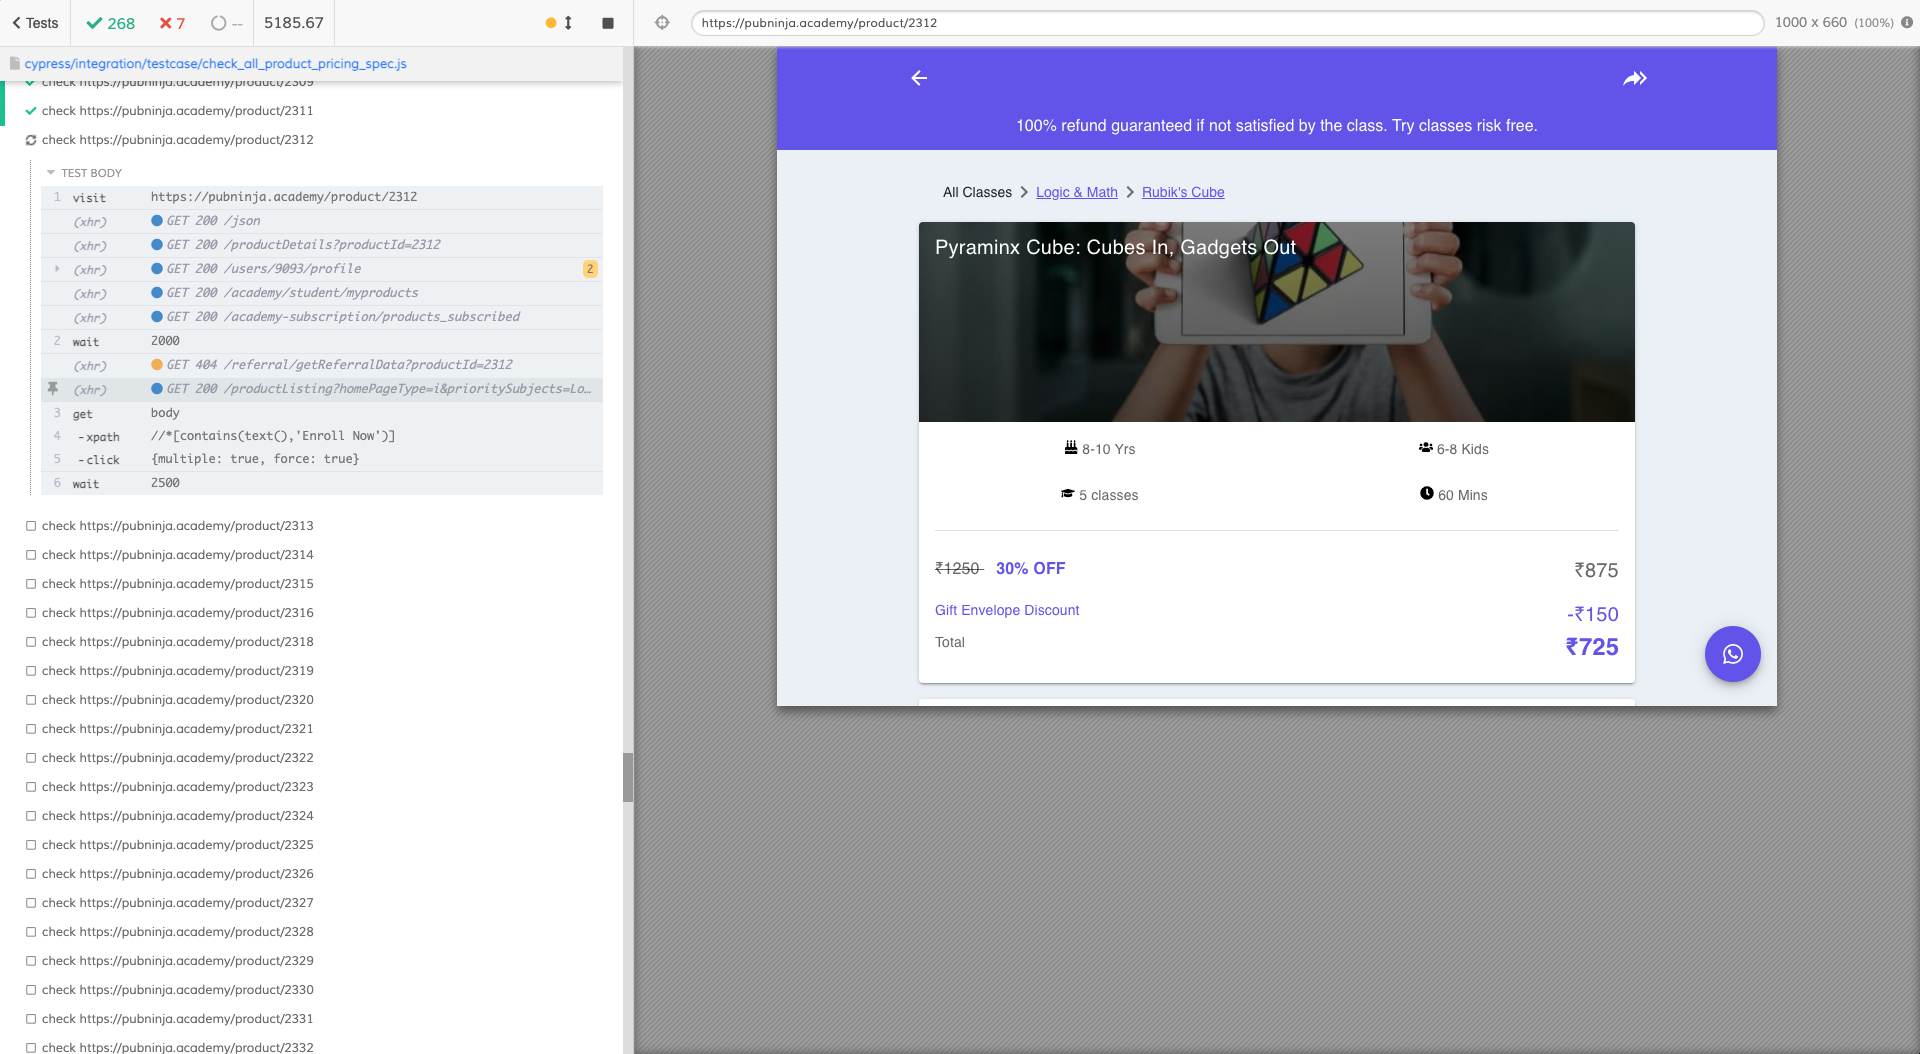 Tests 268 7 -- 5185.67
cypress/integration/testcase/check_all_product_pricing_spec.js
check https://pubninja.academy/product/2309
check https://pubninja.academy/product/2311
check https://pubninja.academy/product/2312
TEST BODY
1 visit https://pubninja.academy/product/2312
(xhr) GET 200 /json
(xhr) GET 200 /productDetails?productId=2312
(xhr) GET 200 /users/9093/profile 2
(xhr) GET 200 /academy/student/myproducts
(xhr) GET 200 /academy-subscription/products_subscribed
2 wait 2000
(xhr) GET 404 /referral/getReferralData?productId=2312
(xhr) GET 200 /productListing?homePageType=i&prioritySubjects=Lo…
3 get body
4 -xpath //*[contains(text(),'Enroll Now')]
5 -click {multiple: true, force: true}
6 wait 2500
check https://pubninja.academy/product/2313
check https://pubninja.academy/product/2314
check https://pubninja.academy/product/2315
check https://pubninja.academy/product/2316
check https://pubninja.academy/product/2318
check https://pubninja.academy/product/2319
check https://pubninja.academy/product/2320
check https://pubninja.academy/product/2321
check https://pubninja.academy/product/2322
check https://pubninja.academy/product/2323
check https://pubninja.academy/product/2324
check https://pubninja.academy/product/2325
check https://pubninja.academy/product/2326
check https://pubninja.academy/product/2327
check https://pubninja.academy/product/2328
check https://pubninja.academy/product/2329
check https://pubninja.academy/product/2330
check https://pubninja.academy/product/2331
check https://pubninja.academy/product/2332
https://pubninja.academy/product/2312 1000 x 660 (100%)
100% refund guaranteed if not satisfied by the class. Try classes risk free.
All Classes Logic & Math Rubik's Cube
Pyraminx Cube: Cubes In, Gadgets Out
8-10 Yrs 6-8 Kids
5 classes 60 Mins
₹1250 30% OFF ₹875
Gift Envelope Discount -₹150
Total ₹725